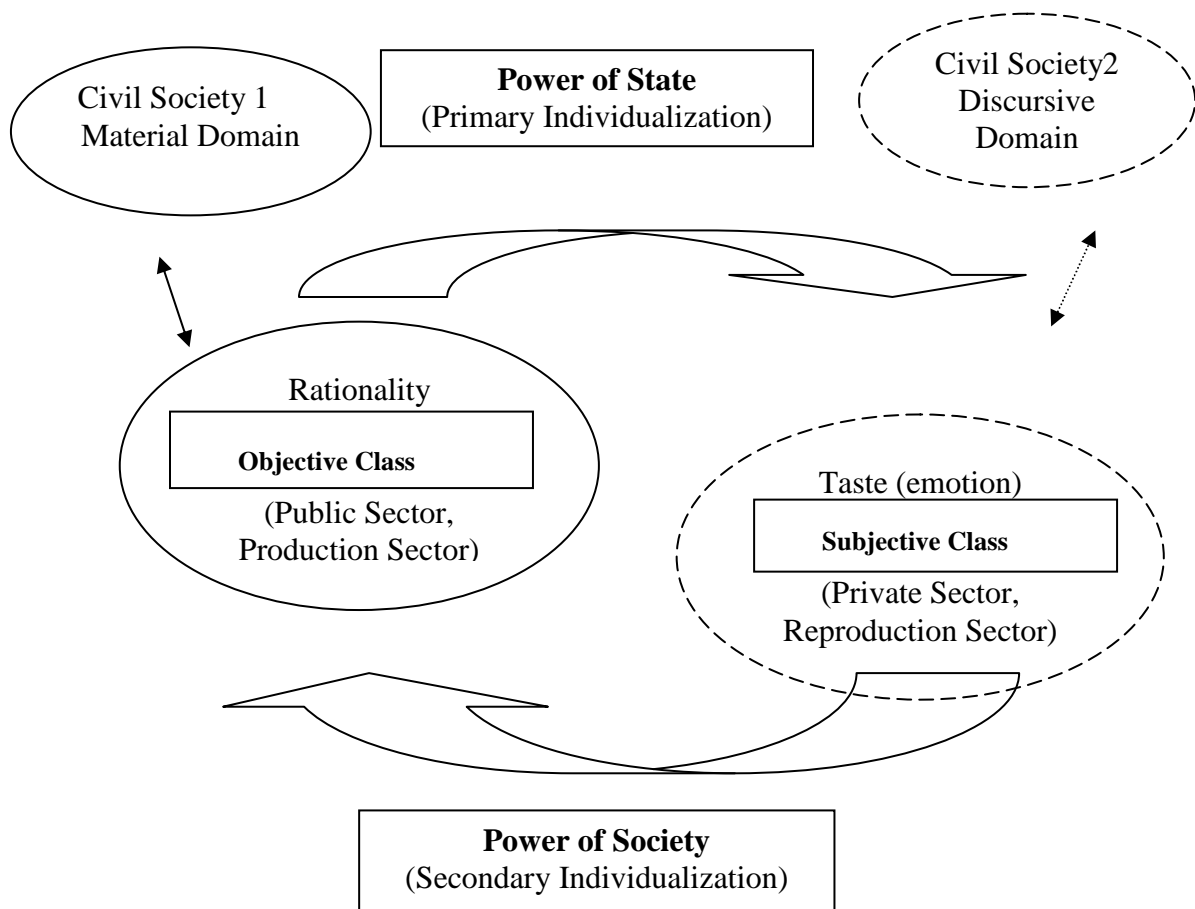 Civil Society 1
Material Domain
Power of State
(Primary Individualization)
Civil Society2
Discursive
Domain
Rationality
Objective Class
(Public Sector,
Production Sector)
Taste (emotion)
Subjective Class
(Private Sector,
Reproduction Sector)
Power of Society
(Secondary Individualization)